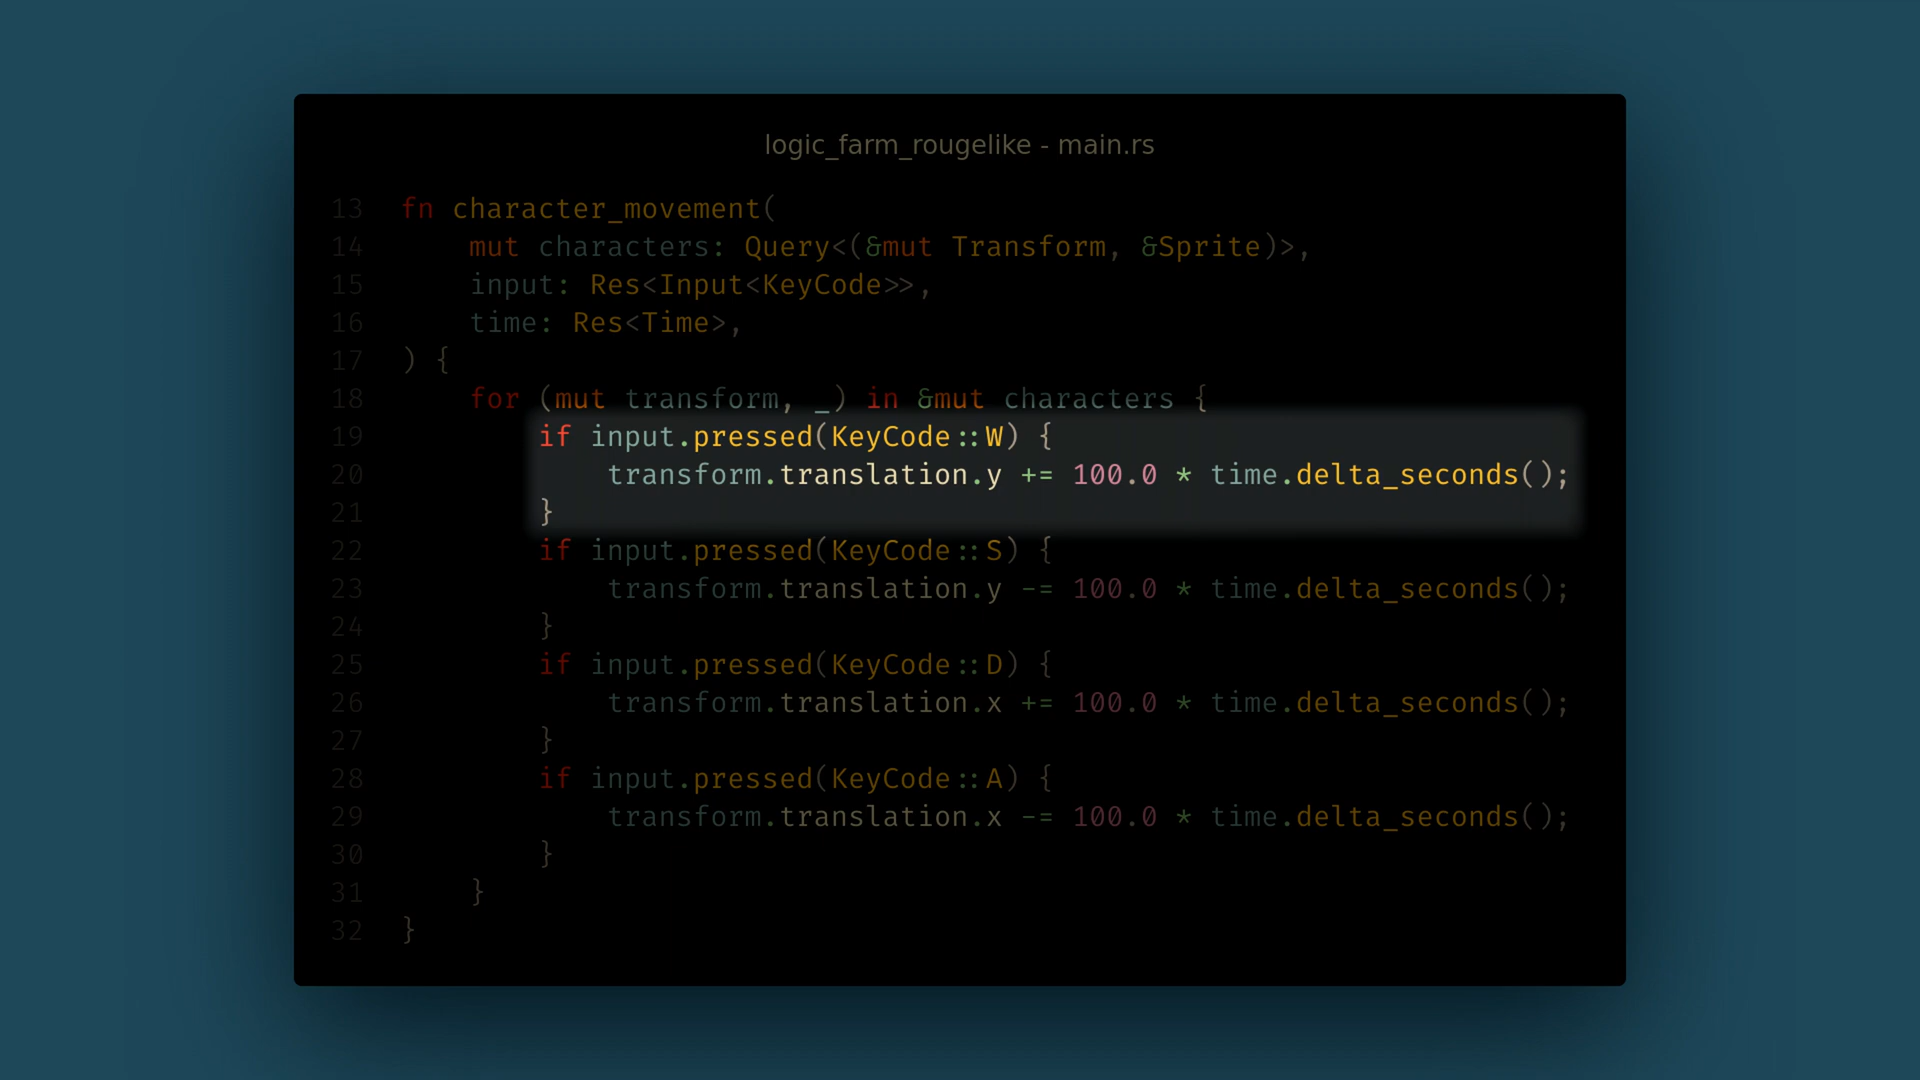 logic_farm_rougelike - main.rs
13 fn character_movement(
14     mut characters: Query<(&mut Transform, &Sprite)>,
15     input: Res<Input<KeyCode>>,
16     time: Res<Time>,
17 ) {
18     for (mut transform, _) in &mut characters {
19         if input.pressed(KeyCode::W) {
20             transform.translation.y += 100.0 * time.delta_seconds();
21         }
22         if input.pressed(KeyCode::S) {
23             transform.translation.y -= 100.0 * time.delta_seconds();
24         }
25         if input.pressed(KeyCode::D) {
26             transform.translation.x += 100.0 * time.delta_seconds();
27         }
28         if input.pressed(KeyCode::A) {
29             transform.translation.x -= 100.0 * time.delta_seconds();
30         }
31     }
32 }